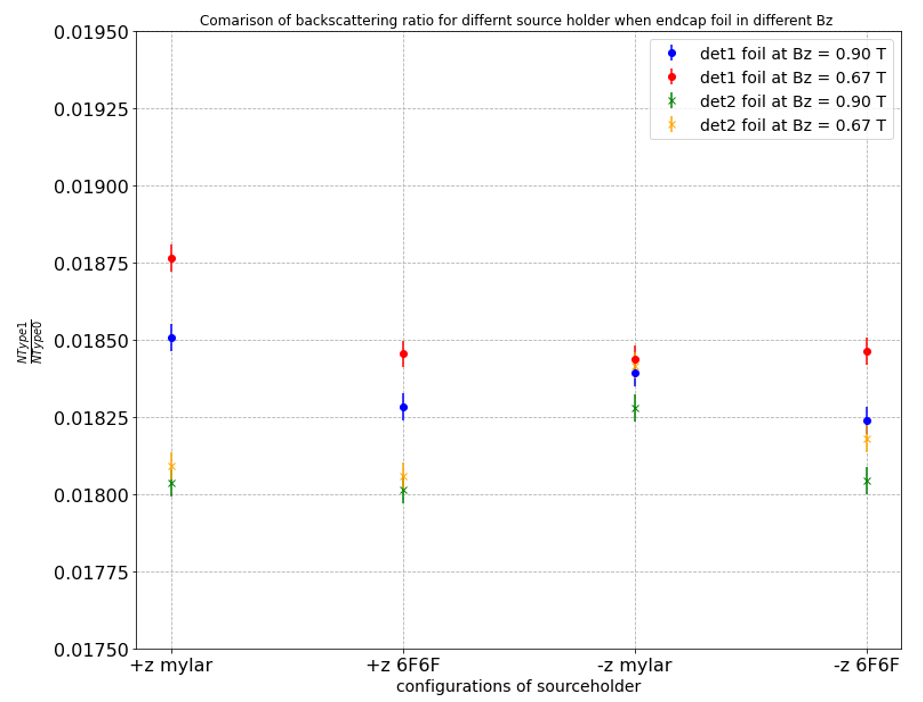 Comarison of backscattering ratio for differnt source holder when endcap foil in different Bz
0.01950
0.01925
0.01900
0.01875
0.01850
0.01825
0.01800
0.01775
0.01750
NType1
NType0
det1 foil at Bz = 0.90 T
det1 foil at Bz = 0.67 T
det2 foil at Bz = 0.90 T
det2 foil at Bz = 0.67 T
+z mylar
+z 6F6F
-z mylar
-z 6F6F
configurations of sourceholder